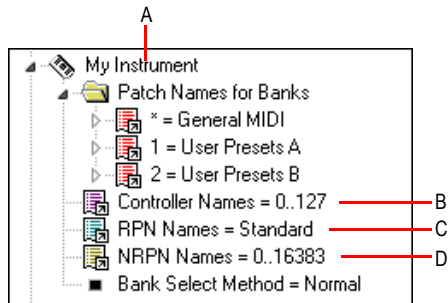 A
My Instrument
Patch Names for Banks
* = General MIDI
1 = User Presets A
2 = User Presets B
Controller Names = 0..127 B
RPN Names = Standard C
NRPN Names = 0..16383 D
Bank Select Method = Normal